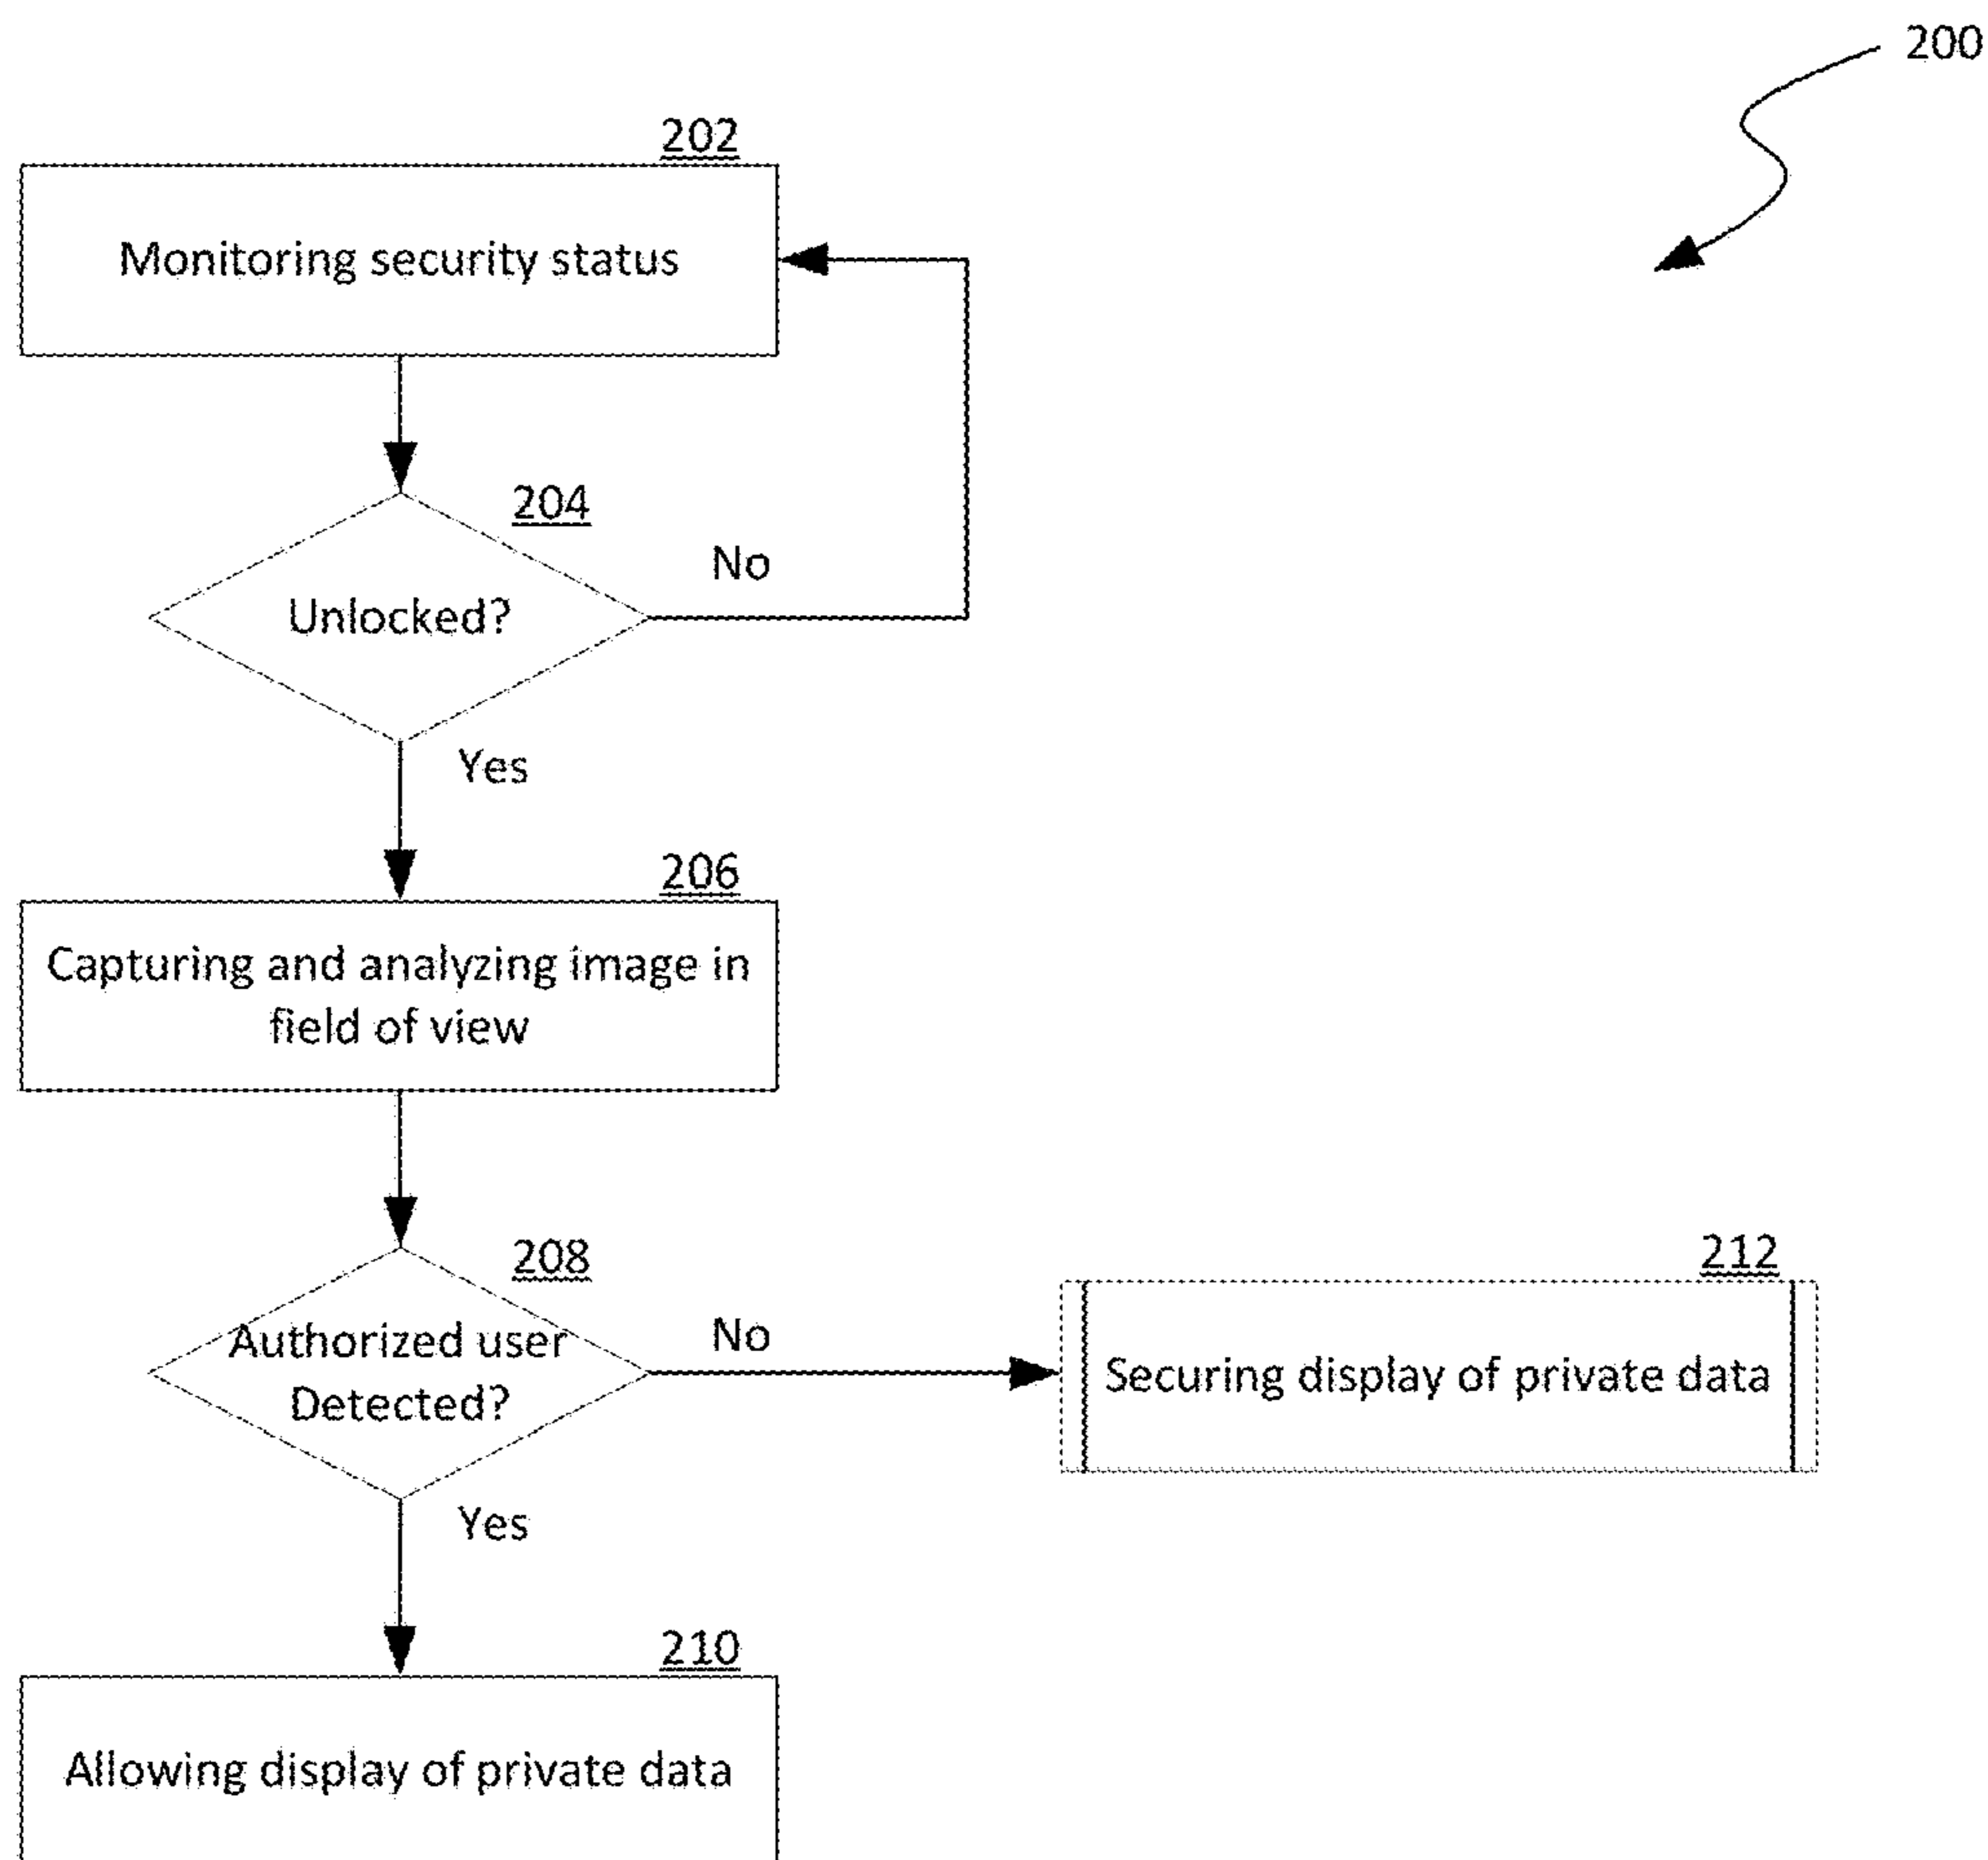 200
202
Monitoring security status
204
No
Unlocked?
Yes
206
Capturing and analyzing image in
field of view
208
Authorized user
Detected?
No
212
Securing display of private data
Yes
210
Allowing display of private data